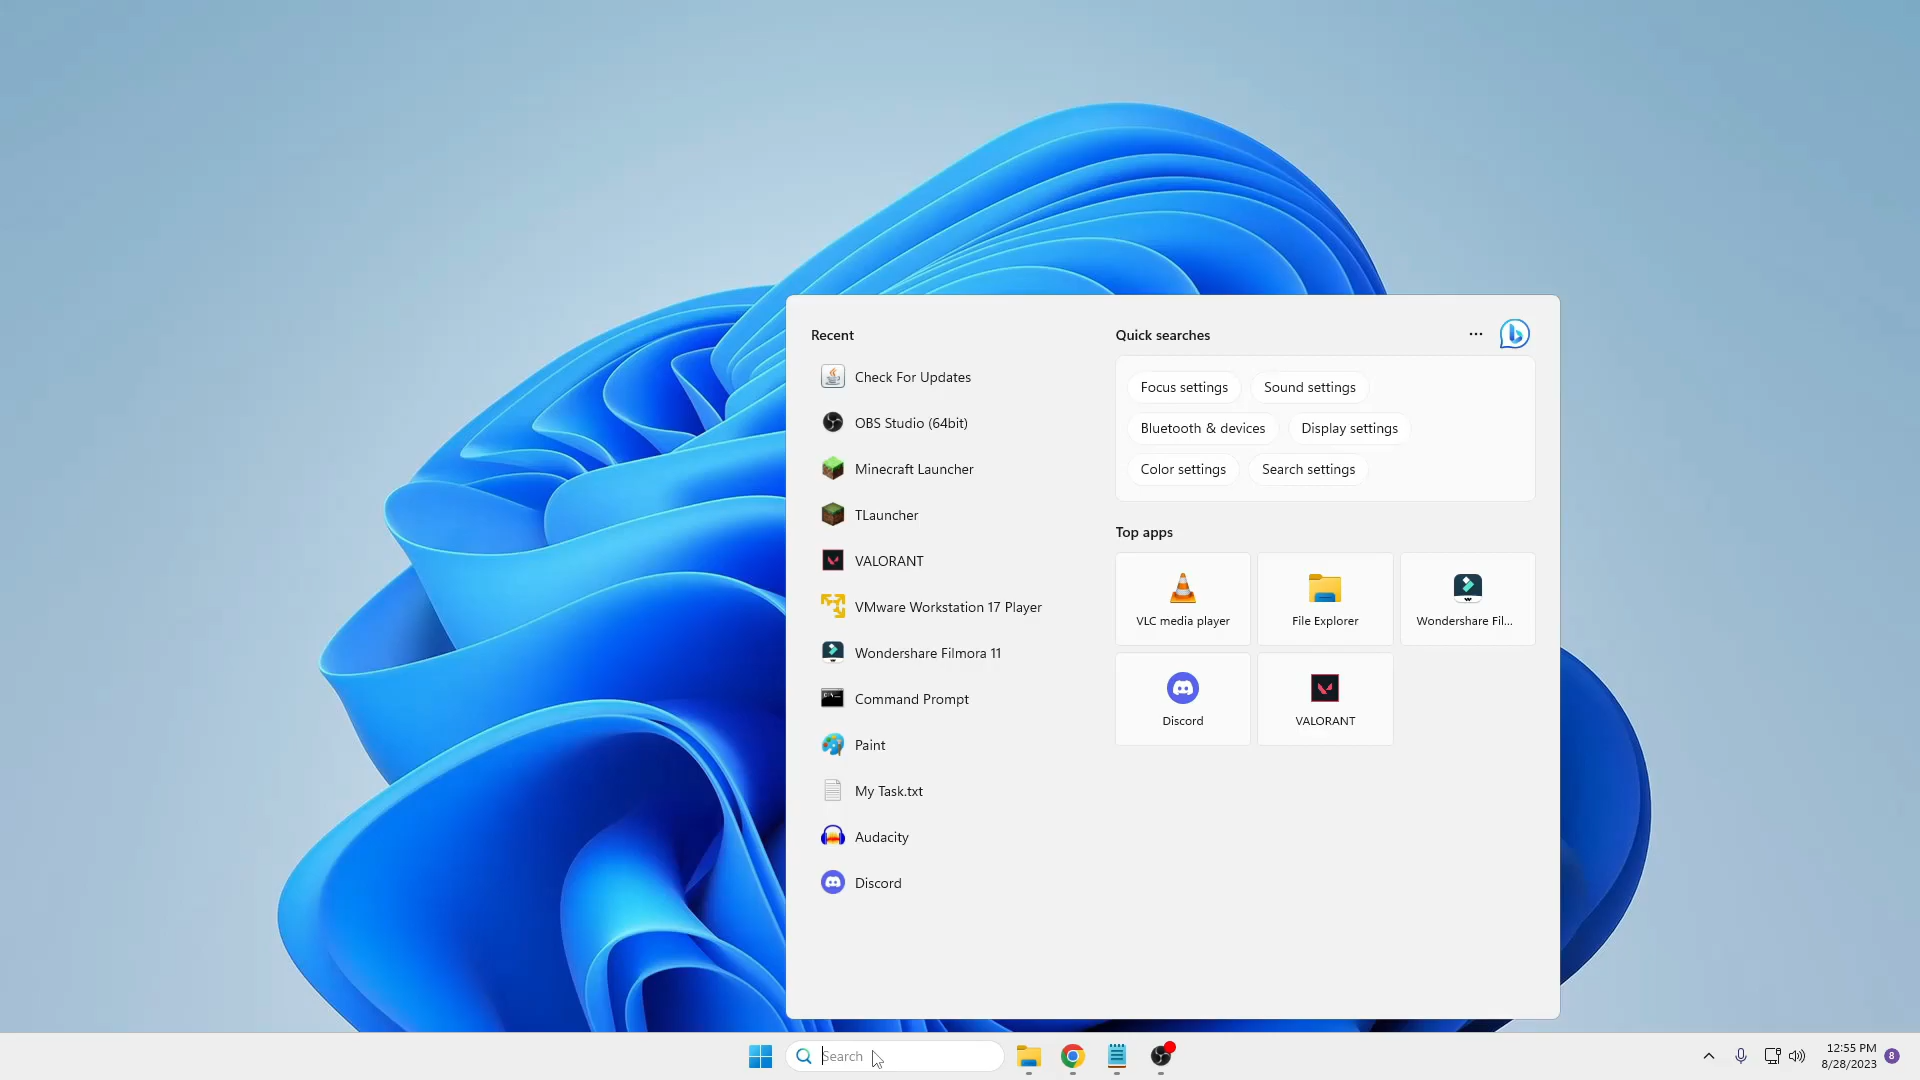 Recent
Check For Updates
OBS Studio (64bit)
Minecraft Launcher
TLauncher
VALORANT
VMware Workstation 17 Player
Wondershare Filmora 11
Command Prompt
Paint
My Task.txt
Audacity
Discord
Quick searches
Focus settings
Sound settings
Bluetooth & devices
Display settings
Color settings
Search settings
Top apps
VLC media player
File Explorer
Wondershare Fil...
Discord
VALORANT
Search
12:55 PM
8/28/2023
8